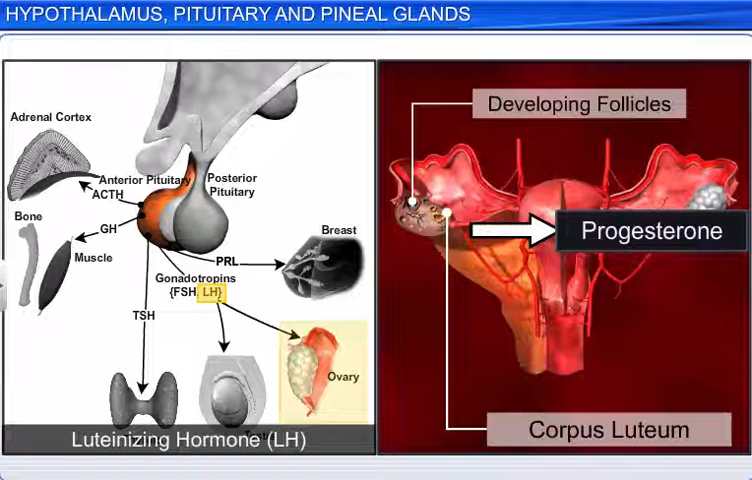 HYPOTHALAMUS, PITUITARY AND PINEAL GLANDS
Adrenal Cortex
Anterior Pituitary
ACTH
Posterior
Pituitary
Bone
GH
Muscle
Breast
PRL
Gonadotropins
{FSH, LH}
TSH
Ovary
Luteinizing Hormone (LH)
Developing Follicles
Progesterone
Corpus Luteum